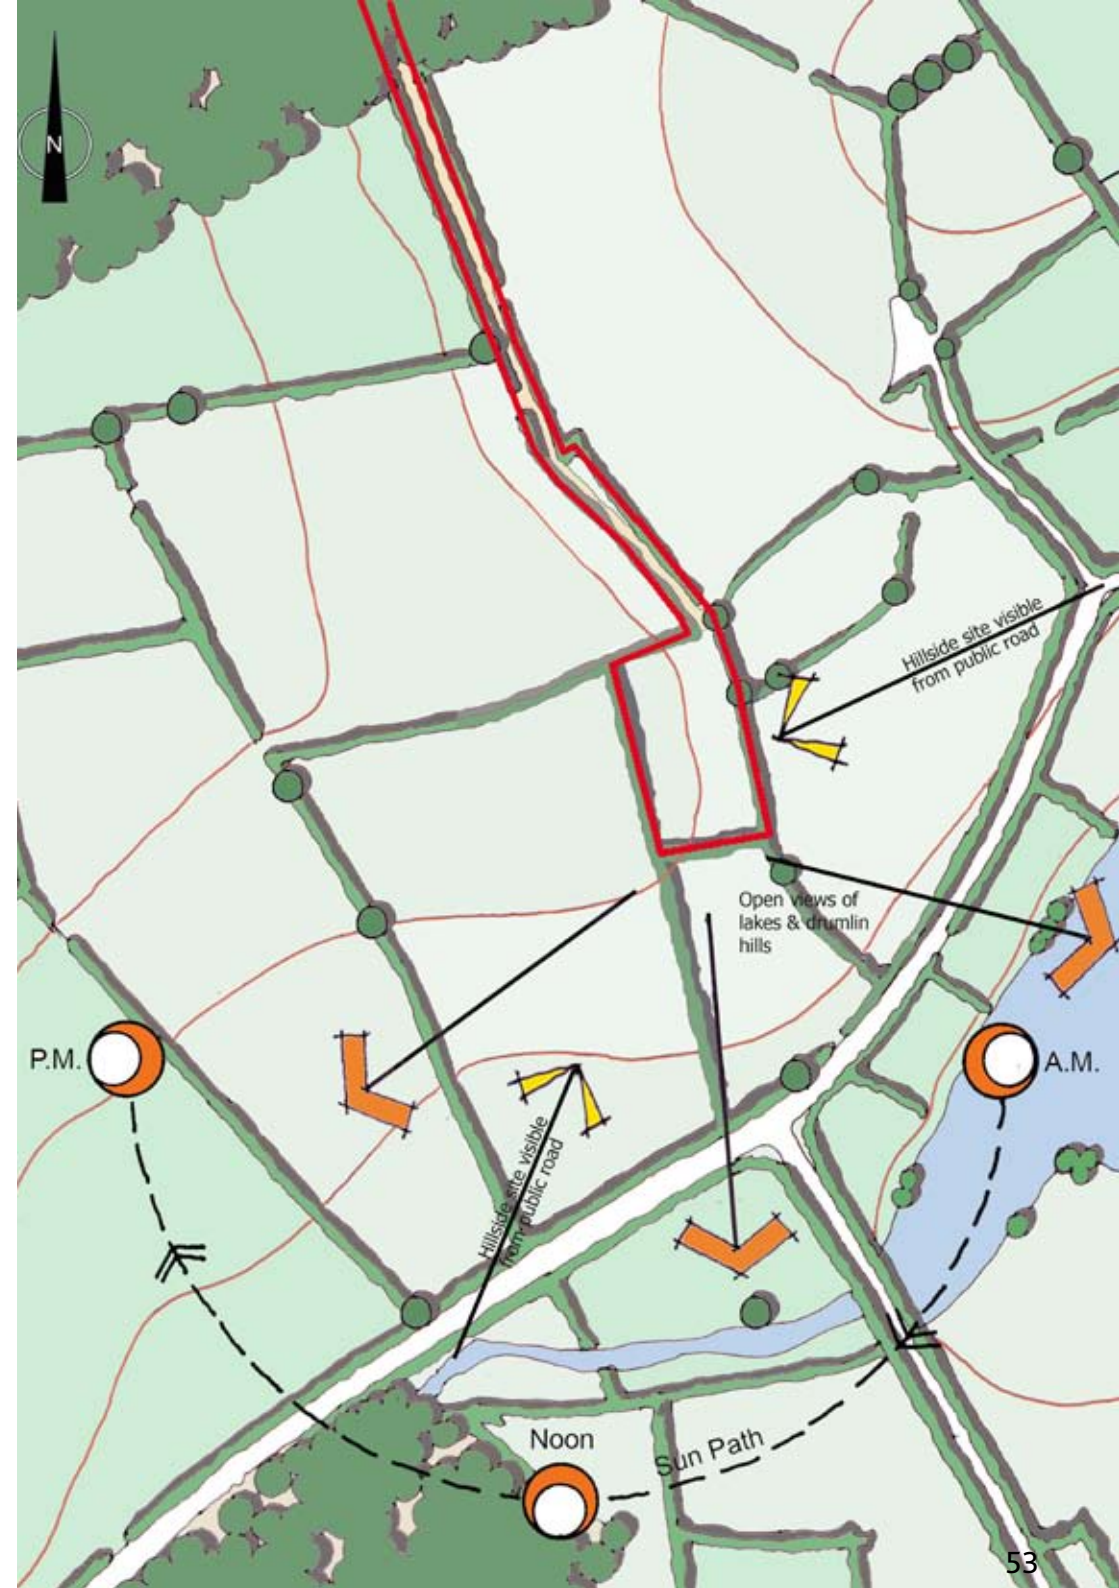 N
Hillside site visible
from public road
Open views of
lakes & drumlin
hills
P.M.
A.M.
Hillside site visible
from public road
Noon
Sun Path
53